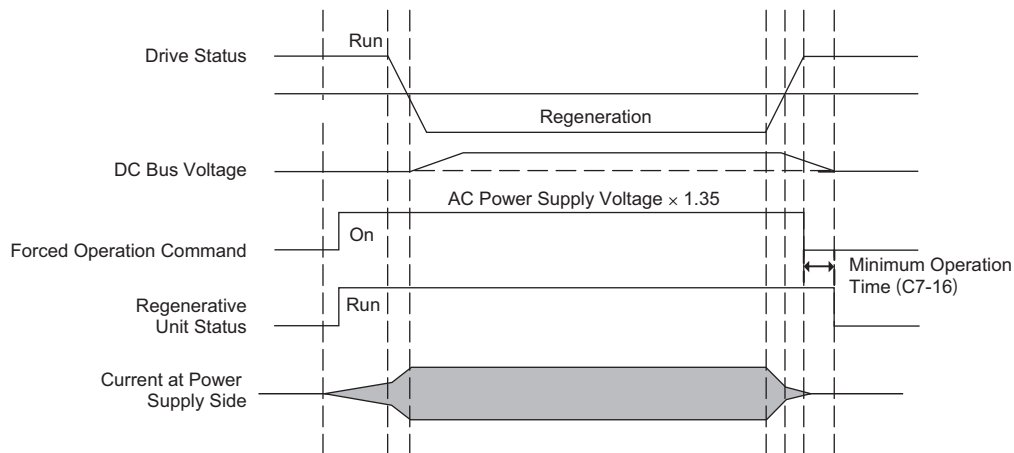 Run
Drive Status
Regeneration
DC Bus Voltage
AC Power Supply Voltage × 1.35
On
Forced Operation Command
Minimum Operation
Time (C7-16)
Regenerative
Unit Status
Run
Current at Power
Supply Side